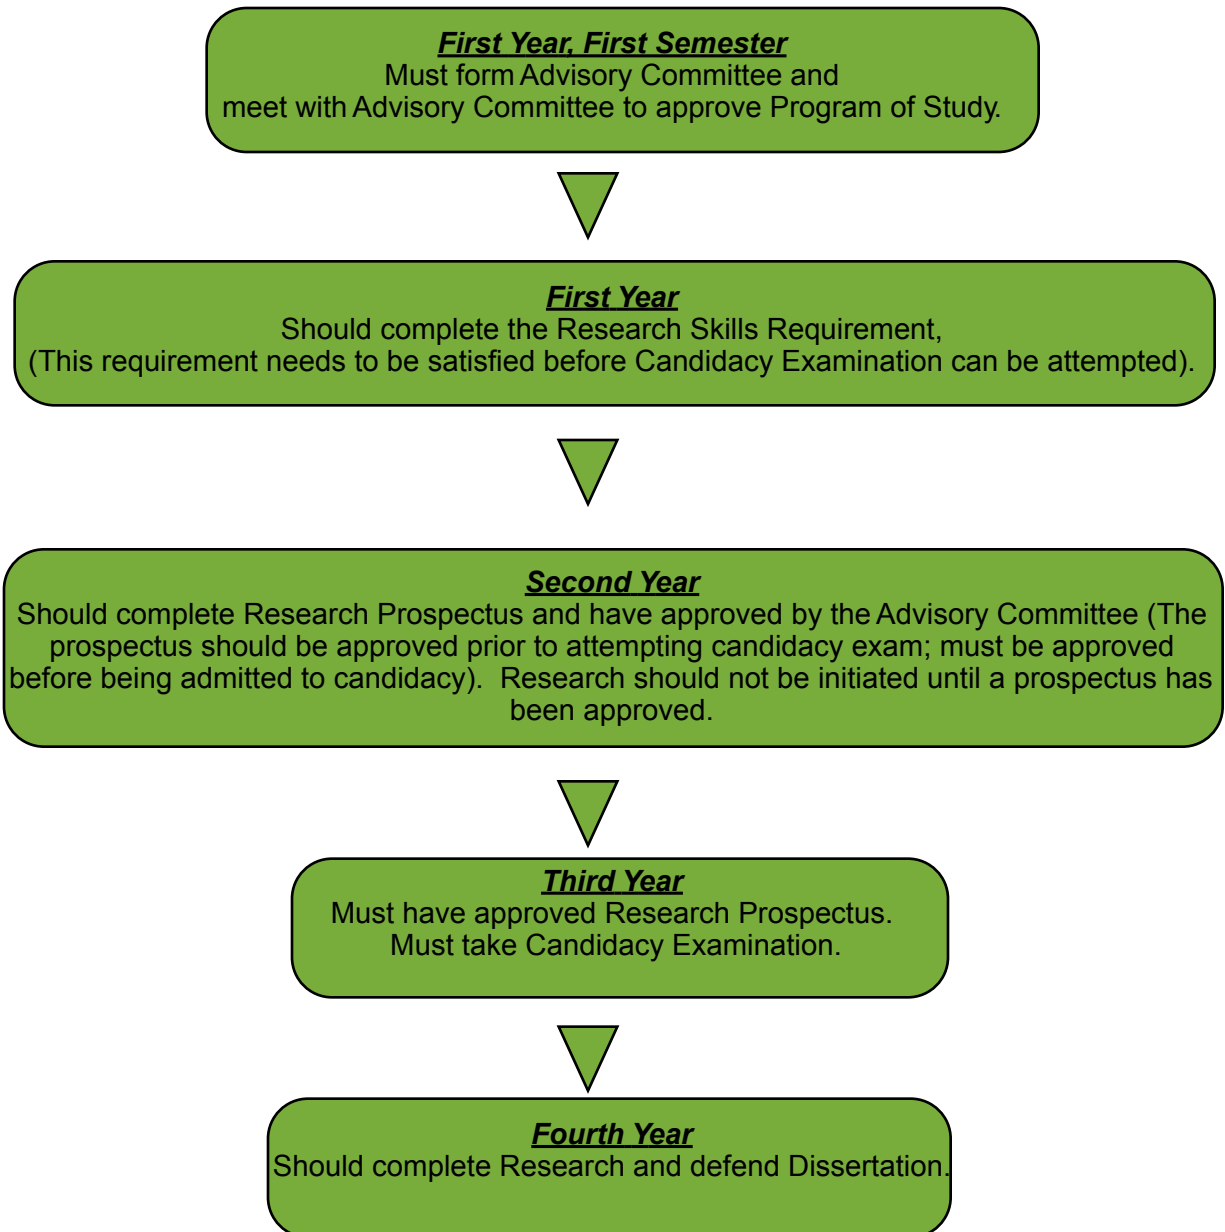 First Year, First Semester
Must form Advisory Committee and
meet with Advisory Committee to approve Program of Study.
First Year
Should complete the Research Skills Requirement,
(This requirement needs to be satisfied before Candidacy Examination can be attempted).
Second Year
Should complete Research Prospectus and have approved by the Advisory Committee (The
prospectus should be approved prior to attempting candidacy exam; must be approved
before being admitted to candidacy).  Research should not be initiated until a prospectus has
been approved.
Third Year
Must have approved Research Prospectus.
Must take Candidacy Examination.
Fourth Year
Should complete Research and defend Dissertation.